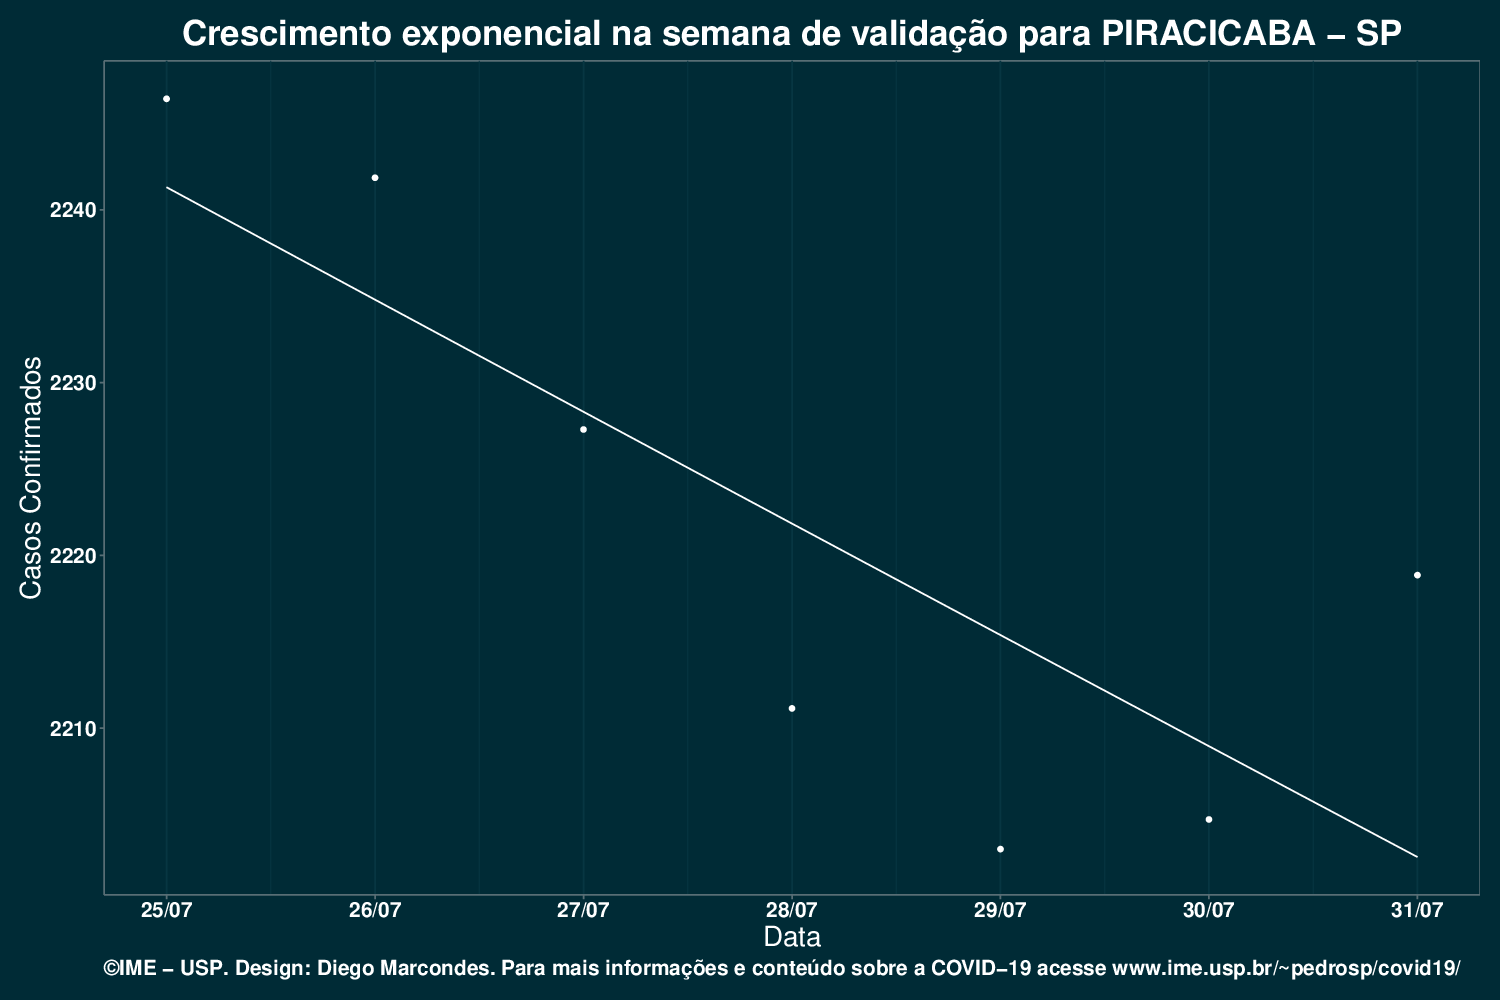 Crescimento exponencial na semana de validação para PIRACICABA – SP
Casos Confirmados
2240
2230
2220
2210
25/07 26/07 27/07 28/07 29/07 30/07 31/07
Data
©IME – USP. Design: Diego Marcondes. Para mais informações e conteúdo sobre a COVID–19 acesse www.ime.usp.br/~pedrosp/covid19/